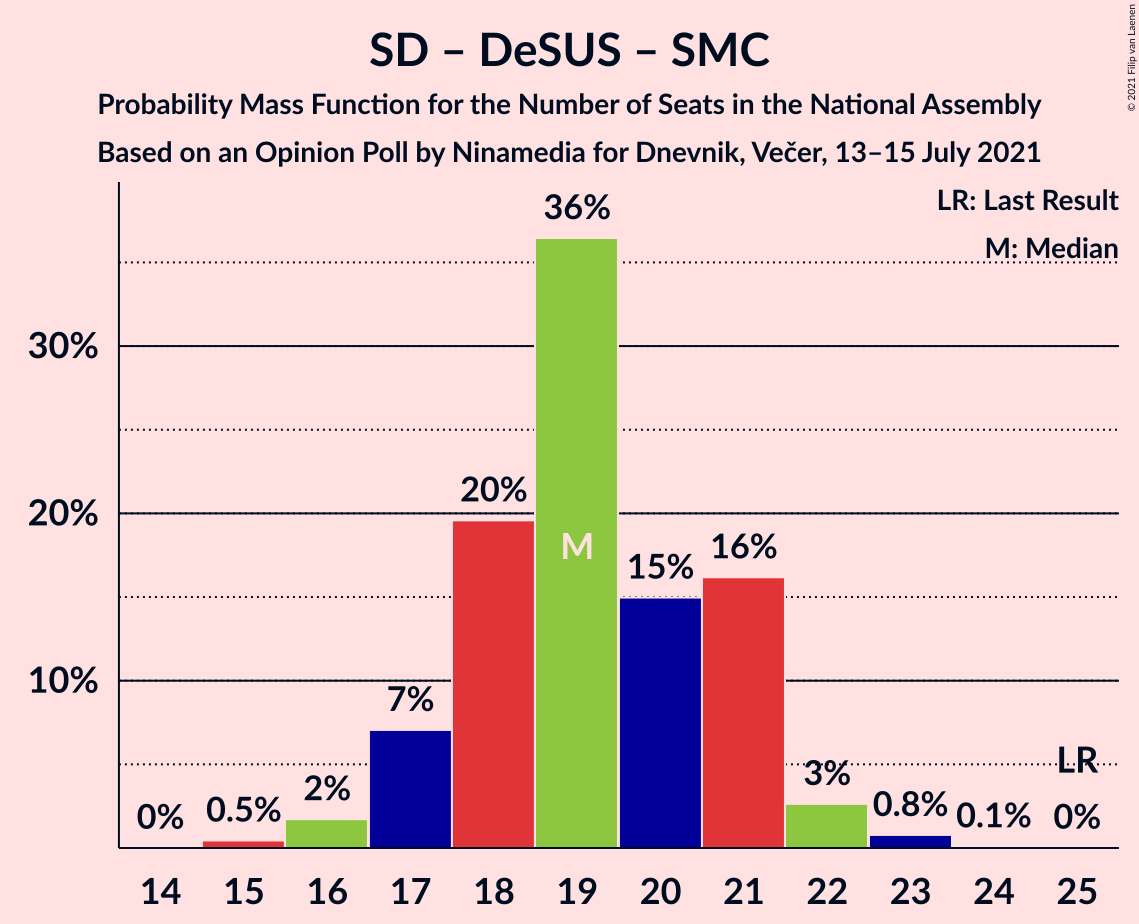 SD – DeSUS – SMC
Probability Mass Function for the Number of Seats in the National Assembly
Based on an Opinion Poll by Ninamedia for Dnevnik, Večer, 13–15 July 2021
© 2021 Filip van Laenen
LR: Last Result
M: Median
30%
20%
10%
0%
0.5%
2%
7%
20%
36%
M
15%
16%
3%
0.8%
0.1%
LR
0%
14 15 16 17 18 19 20 21 22 23 24 25